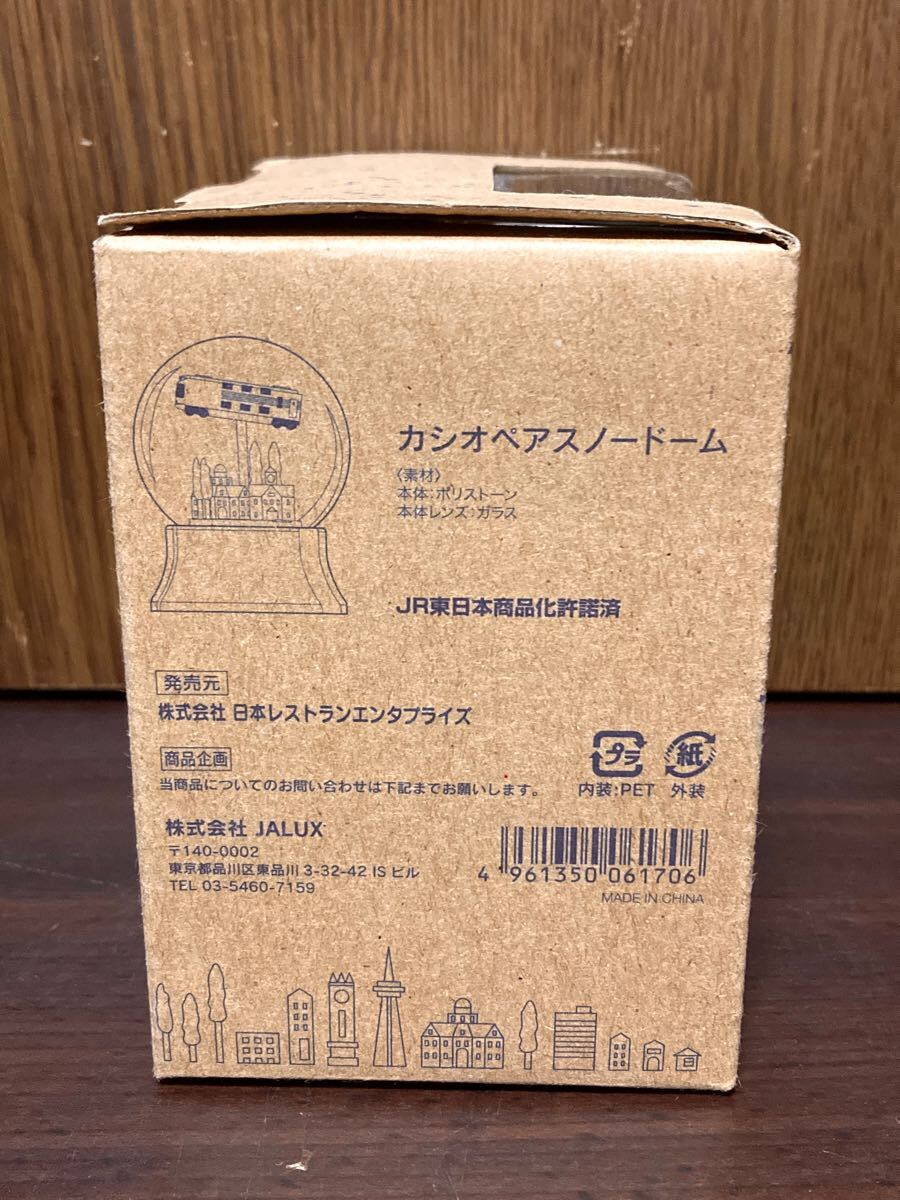 カシオペアスノードーム
〈素材〉
本体:ポリストーン
本体レンズ:ガラス
JR東日本商品化許諾済
発売元
株式会社 日本レストランエンタプライズ
商品企画
当商品についてのお問い合わせは下記までお願いします。
プラ
紙
内装:PET 外装
株式会社 JALUX
〒140-0002
東京都品川区東品川 3-32-42 IS ビル
TEL 03-5460-7159
4 961350 061706
MADE IN CHINA